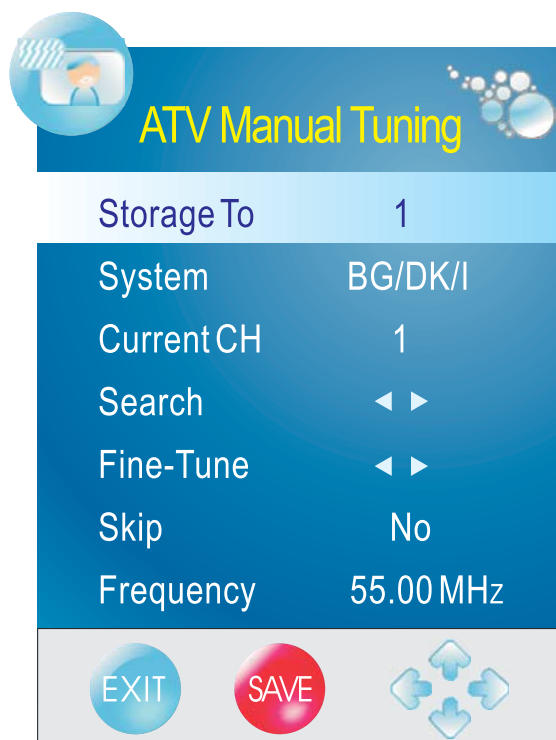 ATV Manual Tuning
Storage To 1
System BG/DK/I
Current CH 1
Search ◄ ►
Fine-Tune ◄ ►
Skip No
Frequency 55.00 MHz
EXIT SAVE